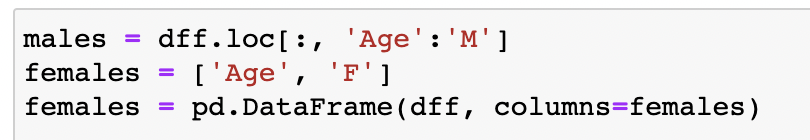 males = dff.loc[:, 'Age':'M']
females = ['Age', 'F']
females = pd.DataFrame(dff, columns=females)